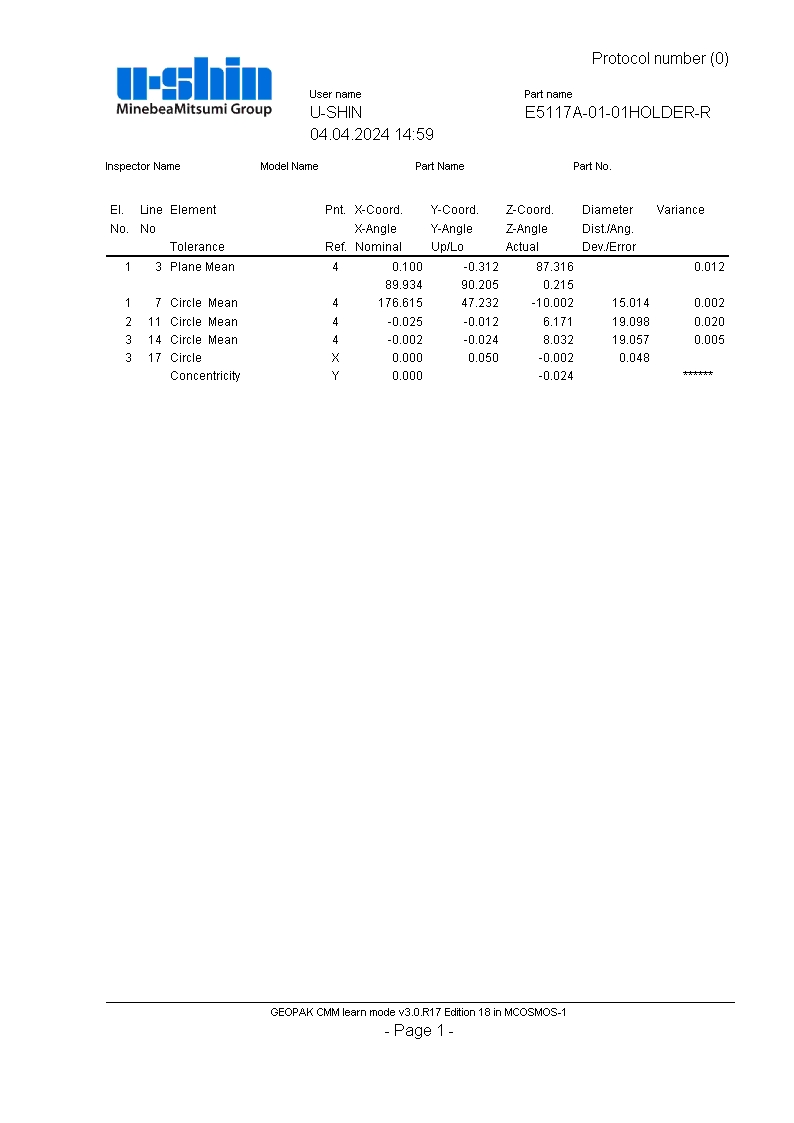 Protocol number (0)
u-shin
MinebeaMitsumi Group
User name Part name
U-SHIN E5117A-01-01HOLDER-R
04.04.2024 14:59
Inspector Name Model Name Part Name Part No.
El. Line Element Pnt. X-Coord. Y-Coord. Z-Coord. Diameter Variance
No. No X-Angle Y-Angle Z-Angle Dist./Ang.
Tolerance Ref. Nominal Up/Lo Actual Dev./Error
1 3 Plane Mean 4 0.100 -0.312 87.316 0.012
89.934 90.205 0.215
1 7 Circle Mean 4 176.615 47.232 -10.002 15.014 0.002
2 11 Circle Mean 4 -0.025 -0.012 6.171 19.098 0.020
3 14 Circle Mean 4 -0.002 -0.024 8.032 19.057 0.005
3 17 Circle X 0.000 0.050 -0.002 0.048
Concentricity Y 0.000 -0.024 ******
GEOPAK CMM learn mode v3.0.R17 Edition 18 in MCOSMOS-1
- Page 1 -